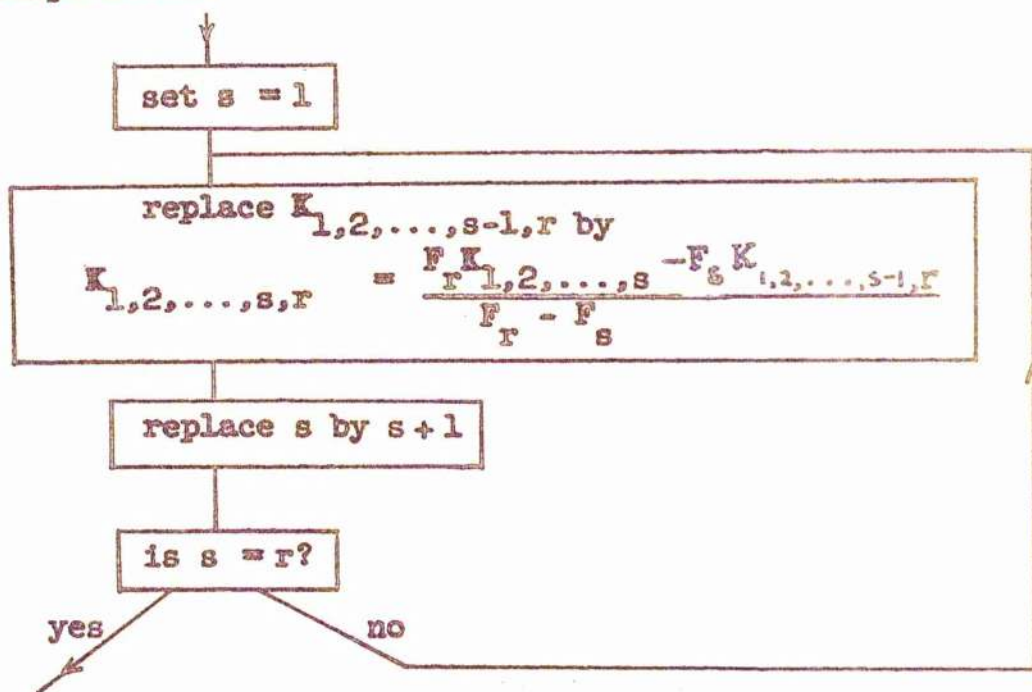 set s = 1
replace K1,2,...,s-1,r by
K1,2,...,s,r = FrK1,2,...,s -FsK1,2,...,s-1,r
Fr - Fs
replace s by s+1
is s = r?
yes no